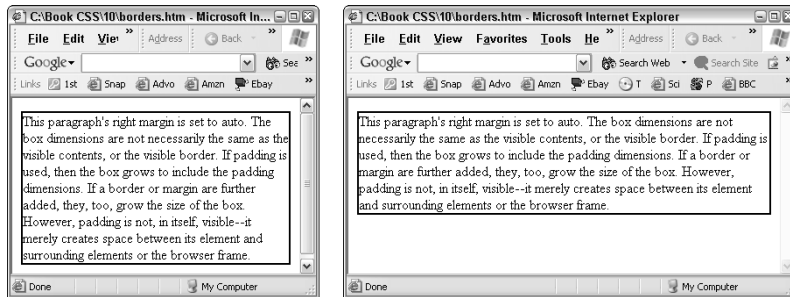 C:\Book CSS\10\borders.htm - Microsoft In...
File Edit Vie » Address Back »
Google Sea »
Links 1st Snap Advo Amzn Ebay »
This paragraph's right margin is set to auto. The
box dimensions are not necessarily the same as the
visible contents, or the visible border. If padding is
used, then the box grows to include the padding
dimensions. If a border or margin are further
added, they, too, grow the size of the box.
However, padding is not, in itself, visible--it
merely creates space between its element and
surrounding elements or the browser frame.
Done My Computer
C:\Book CSS\10\borders.htm - Microsoft Internet Explorer
File Edit View Favorites Tools He » Address Back »
Google Search Web Search Site »
Links 1st Snap Advo Amzn Ebay T Sci P BBC »
This paragraph's right margin is set to auto. The box dimensions are not
necessarily the same as the visible contents, or the visible border. If padding is
used, then the box grows to include the padding dimensions. If a border or
margin are further added, they, too, grow the size of the box. However,
padding is not, in itself, visible--it merely creates space between its element
and surrounding elements or the browser frame.
Done My Computer